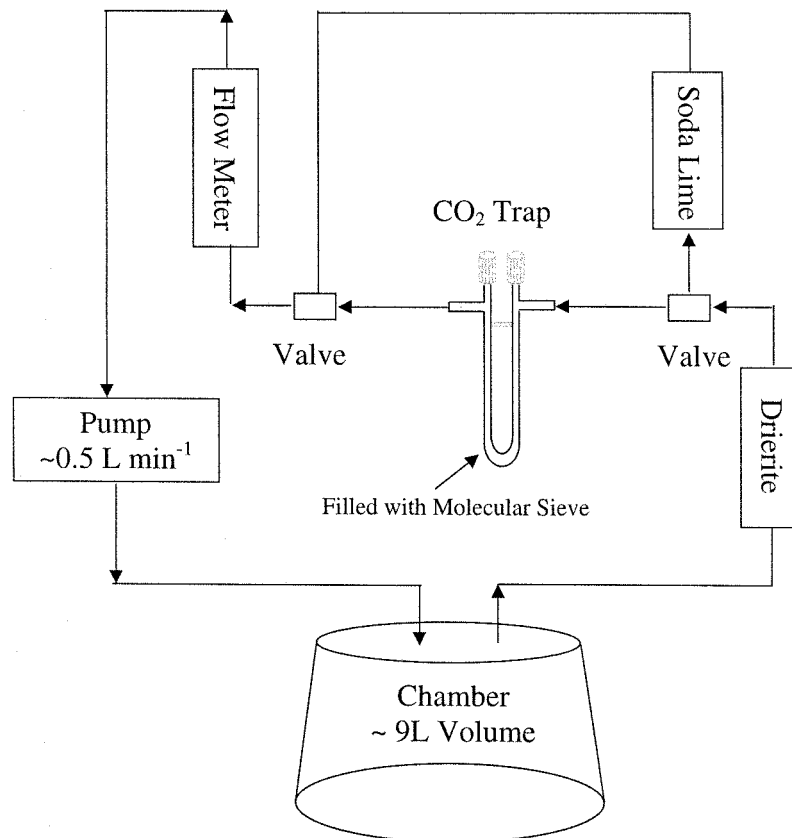 Flow Meter
Soda Lime
CO₂ Trap
Valve
Valve
Drierite
Pump
~0.5 L min⁻¹
Filled with Molecular Sieve
Chamber
~ 9L Volume